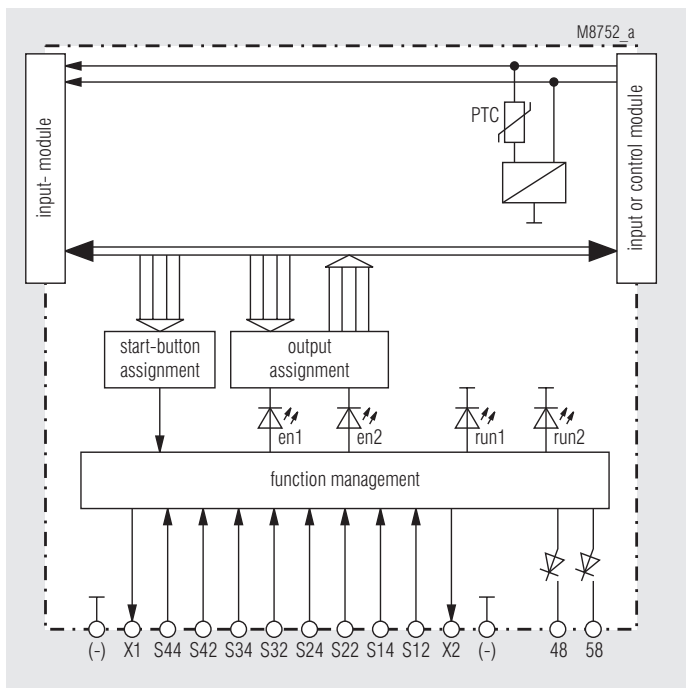 M8752_a
input- module
PTC
input or control module
start-button
assignment
output
assignment
en1
en2
run1
run2
function management
(-) X1 S44 S42 S34 S32 S24 S22 S14 S12 X2 (-) 48 58